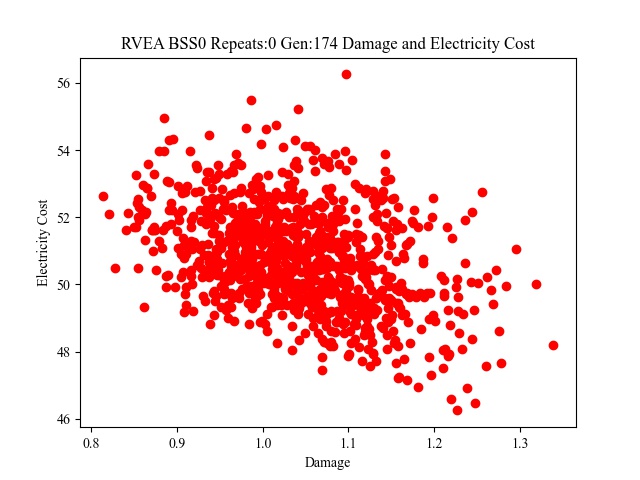 RVEA BSS0 Repeats:0 Gen:174 Damage and Electricity Cost
56
54
52
50
48
46
Electricity Cost
0.8 0.9 1.0 1.1 1.2 1.3
Damage